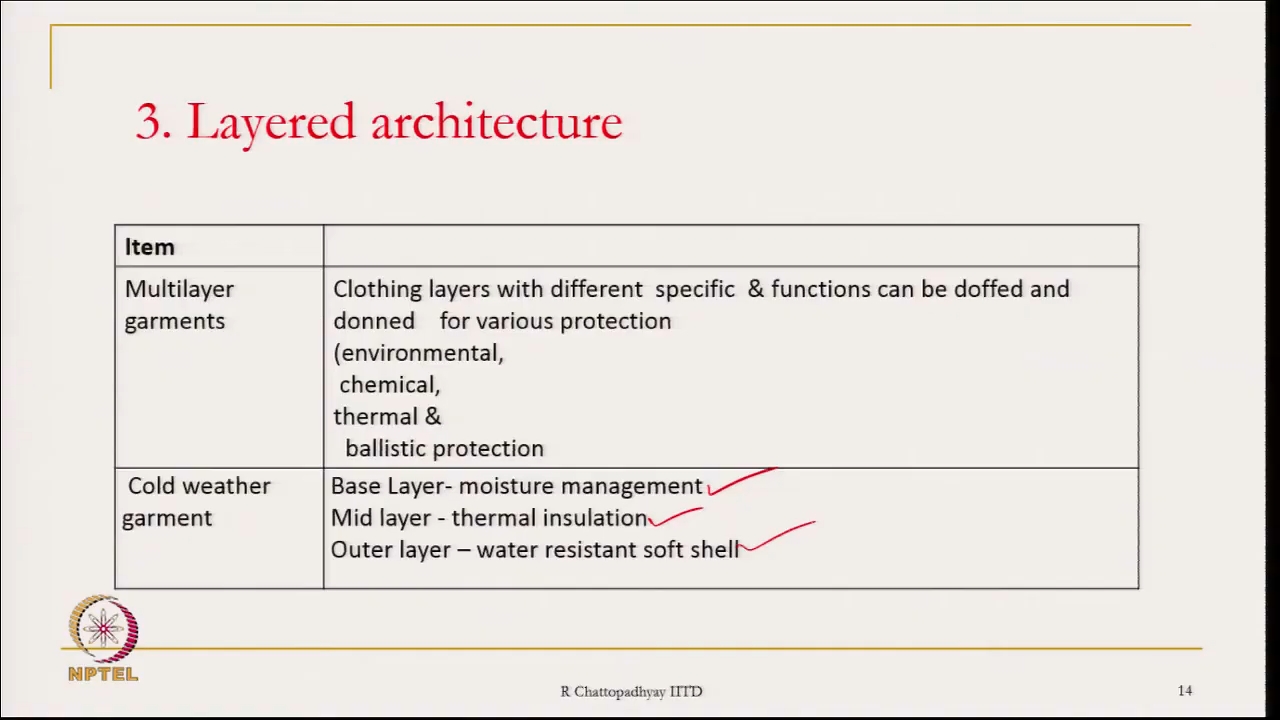 3. Layered architecture
Item
Multilayer
garments
Clothing layers with different specific & functions can be doffed and
donned for various protection
(environmental,
chemical,
thermal &
ballistic protection
Cold weather
garment
Base Layer- moisture management
Mid layer - thermal insulation
Outer layer – water resistant soft shell
NPTEL
R Chattopadhyay IITD
14